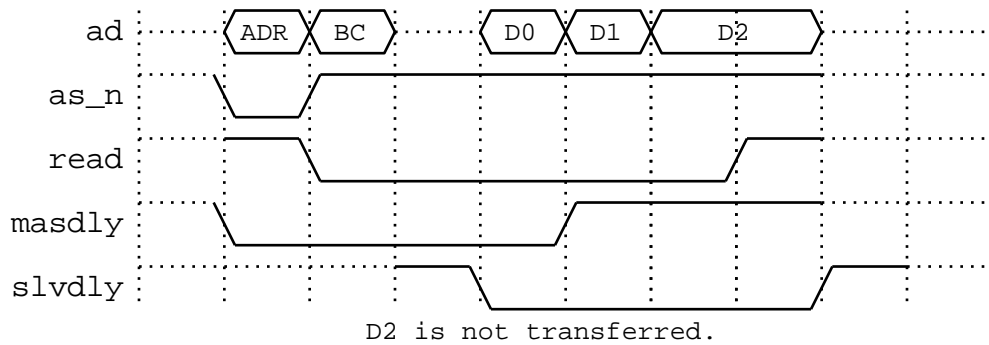 ad ADR BC D0 D1 D2
as_n
read
masdly
slvdly
D2 is not transferred.